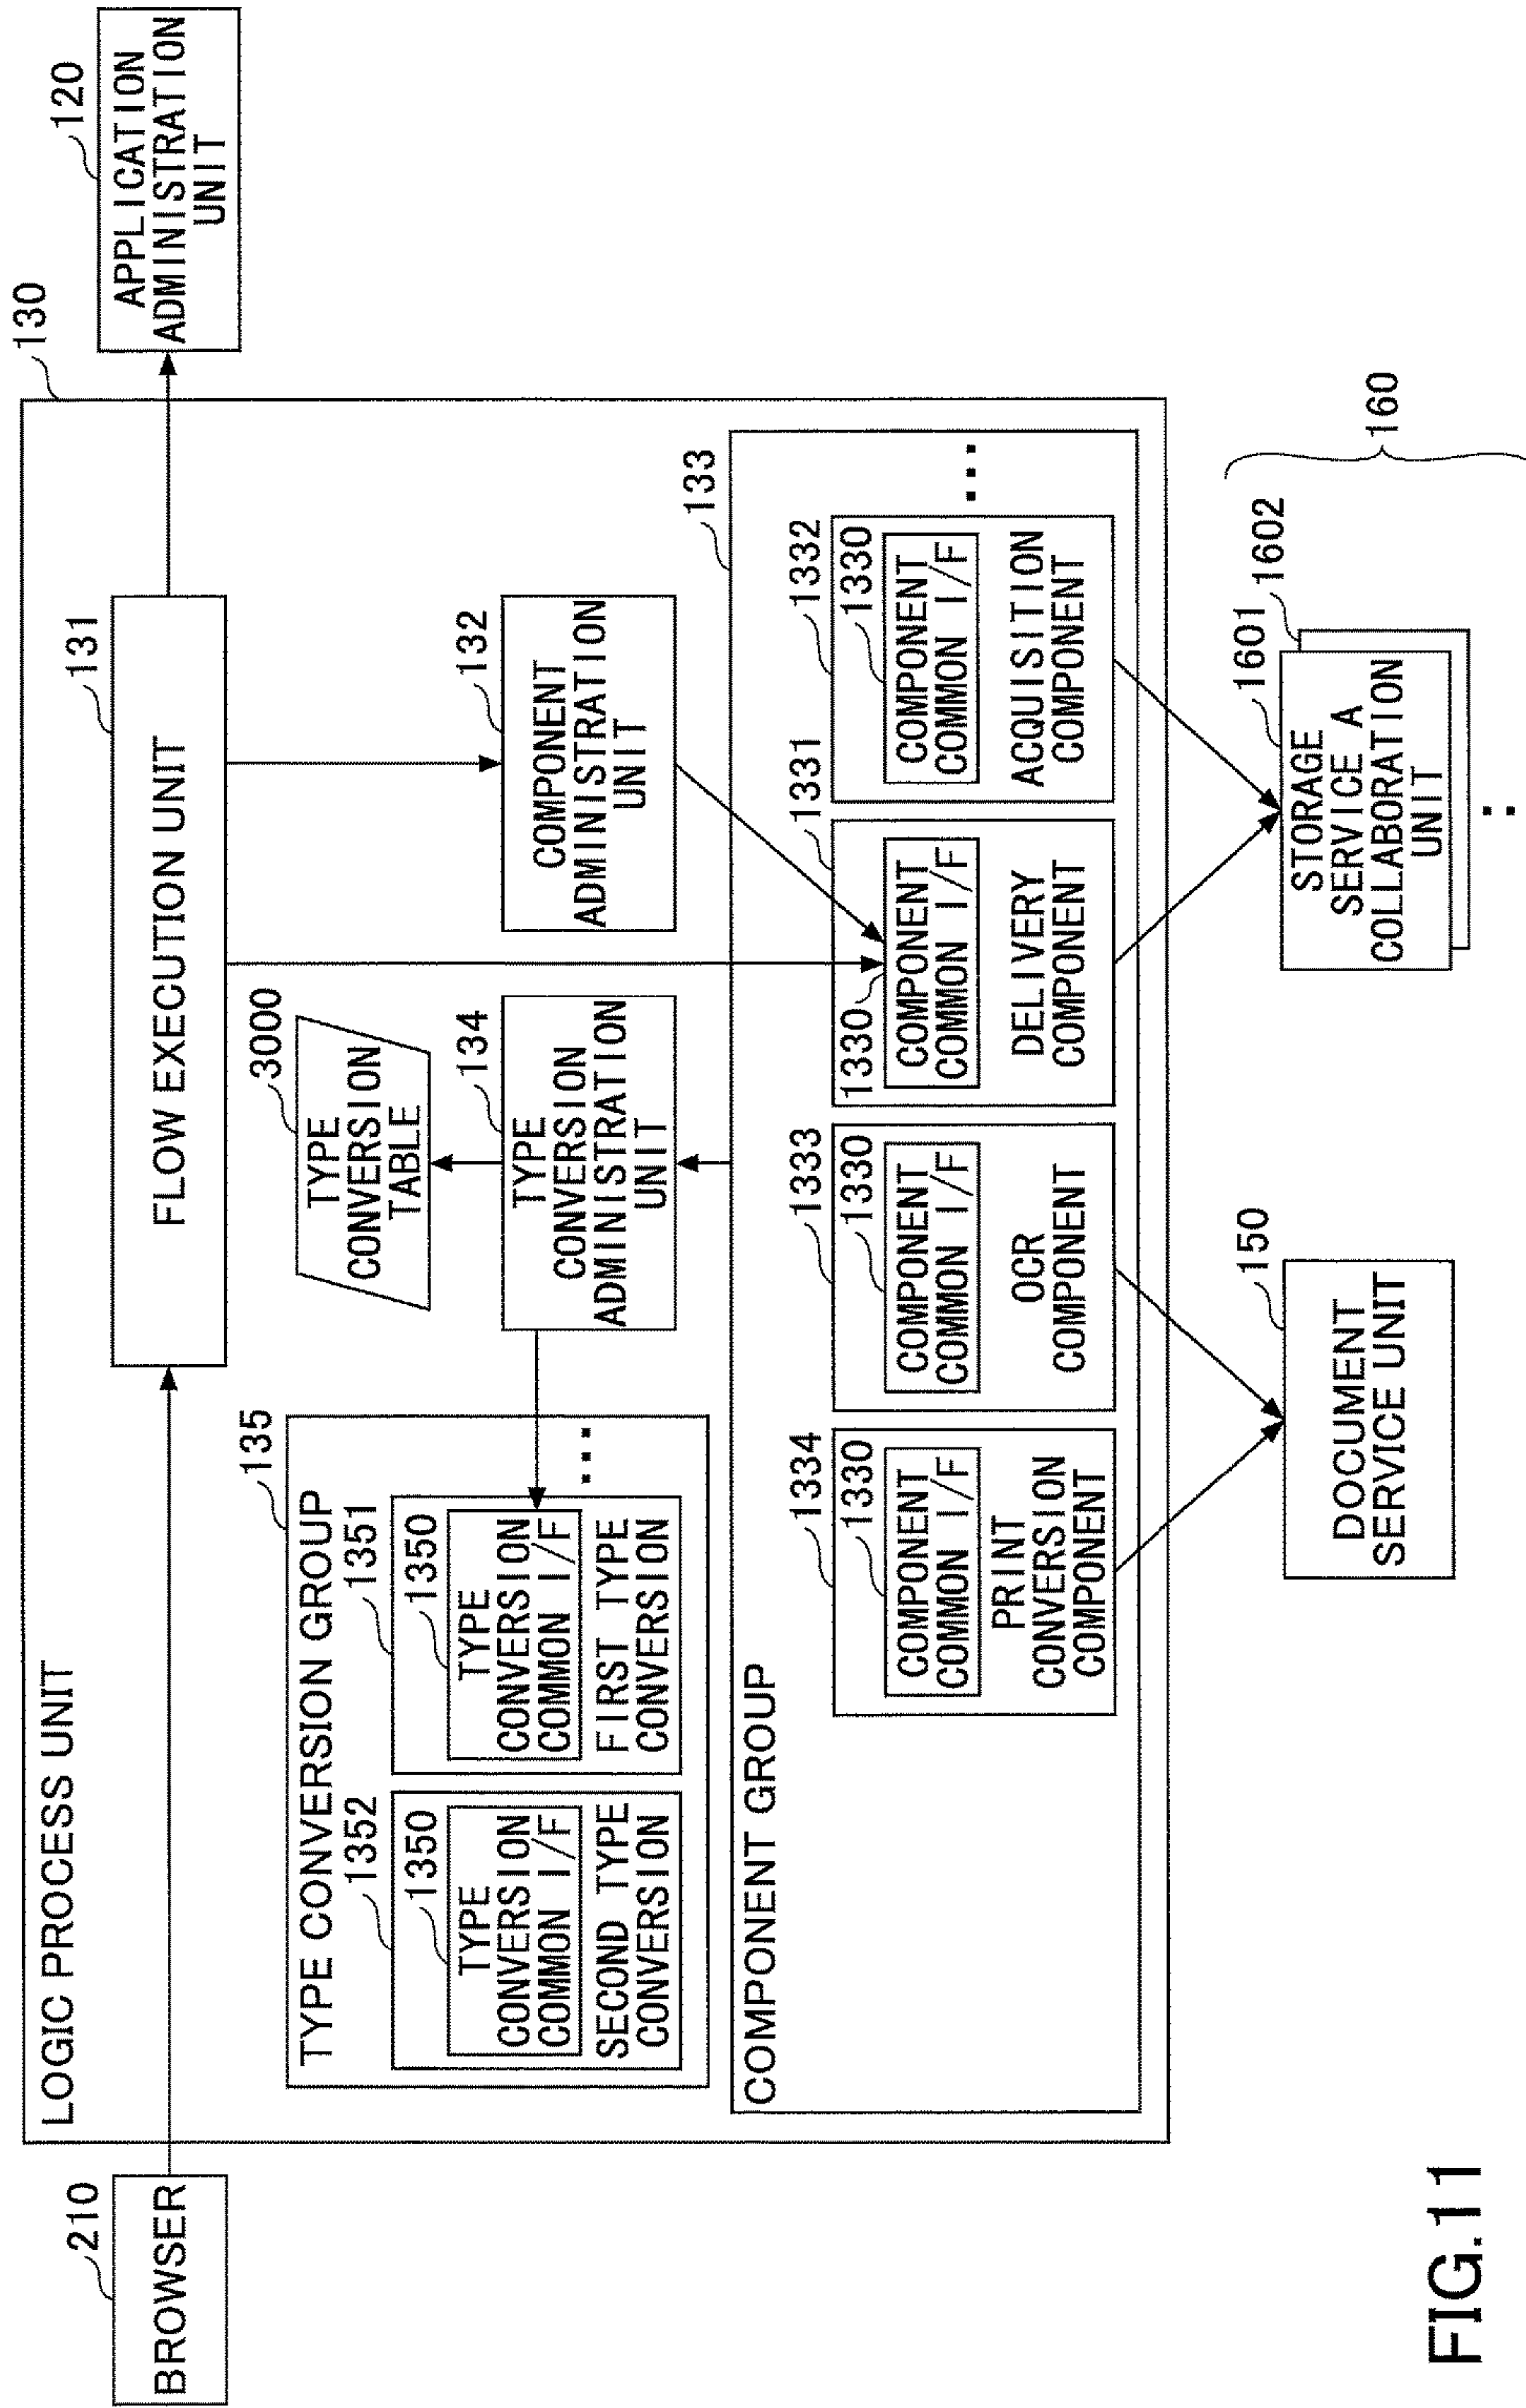 LOGIC PROCESS UNIT
130
210
BROWSER
131
FLOW EXECUTION UNIT
120
APPLICATION
ADMINISTRATION
UNIT
135
TYPE CONVERSION GROUP
1352
1350
TYPE
CONVERSION
COMMON I/F
SECOND TYPE
CONVERSION
1351
1350
TYPE
CONVERSION
COMMON I/F
FIRST TYPE
CONVERSION
...
3000
TYPE
CONVERSION
TABLE
134
TYPE
CONVERSION
ADMINISTRATION
UNIT
132
COMPONENT
ADMINISTRATION
UNIT
133
COMPONENT GROUP
1334
1330
COMPONENT
COMMON I/F
PRINT
CONVERSION
COMPONENT
1333
1330
COMPONENT
COMMON I/F
OCR
COMPONENT
1331
1330
COMPONENT
COMMON I/F
DELIVERY
COMPONENT
1332
1330
COMPONENT
COMMON I/F
ACQUISITION
COMPONENT
...
150
DOCUMENT
SERVICE UNIT
1601
1602
STORAGE
SERVICE A
COLLABORATION
UNIT
..
160
FIG.11